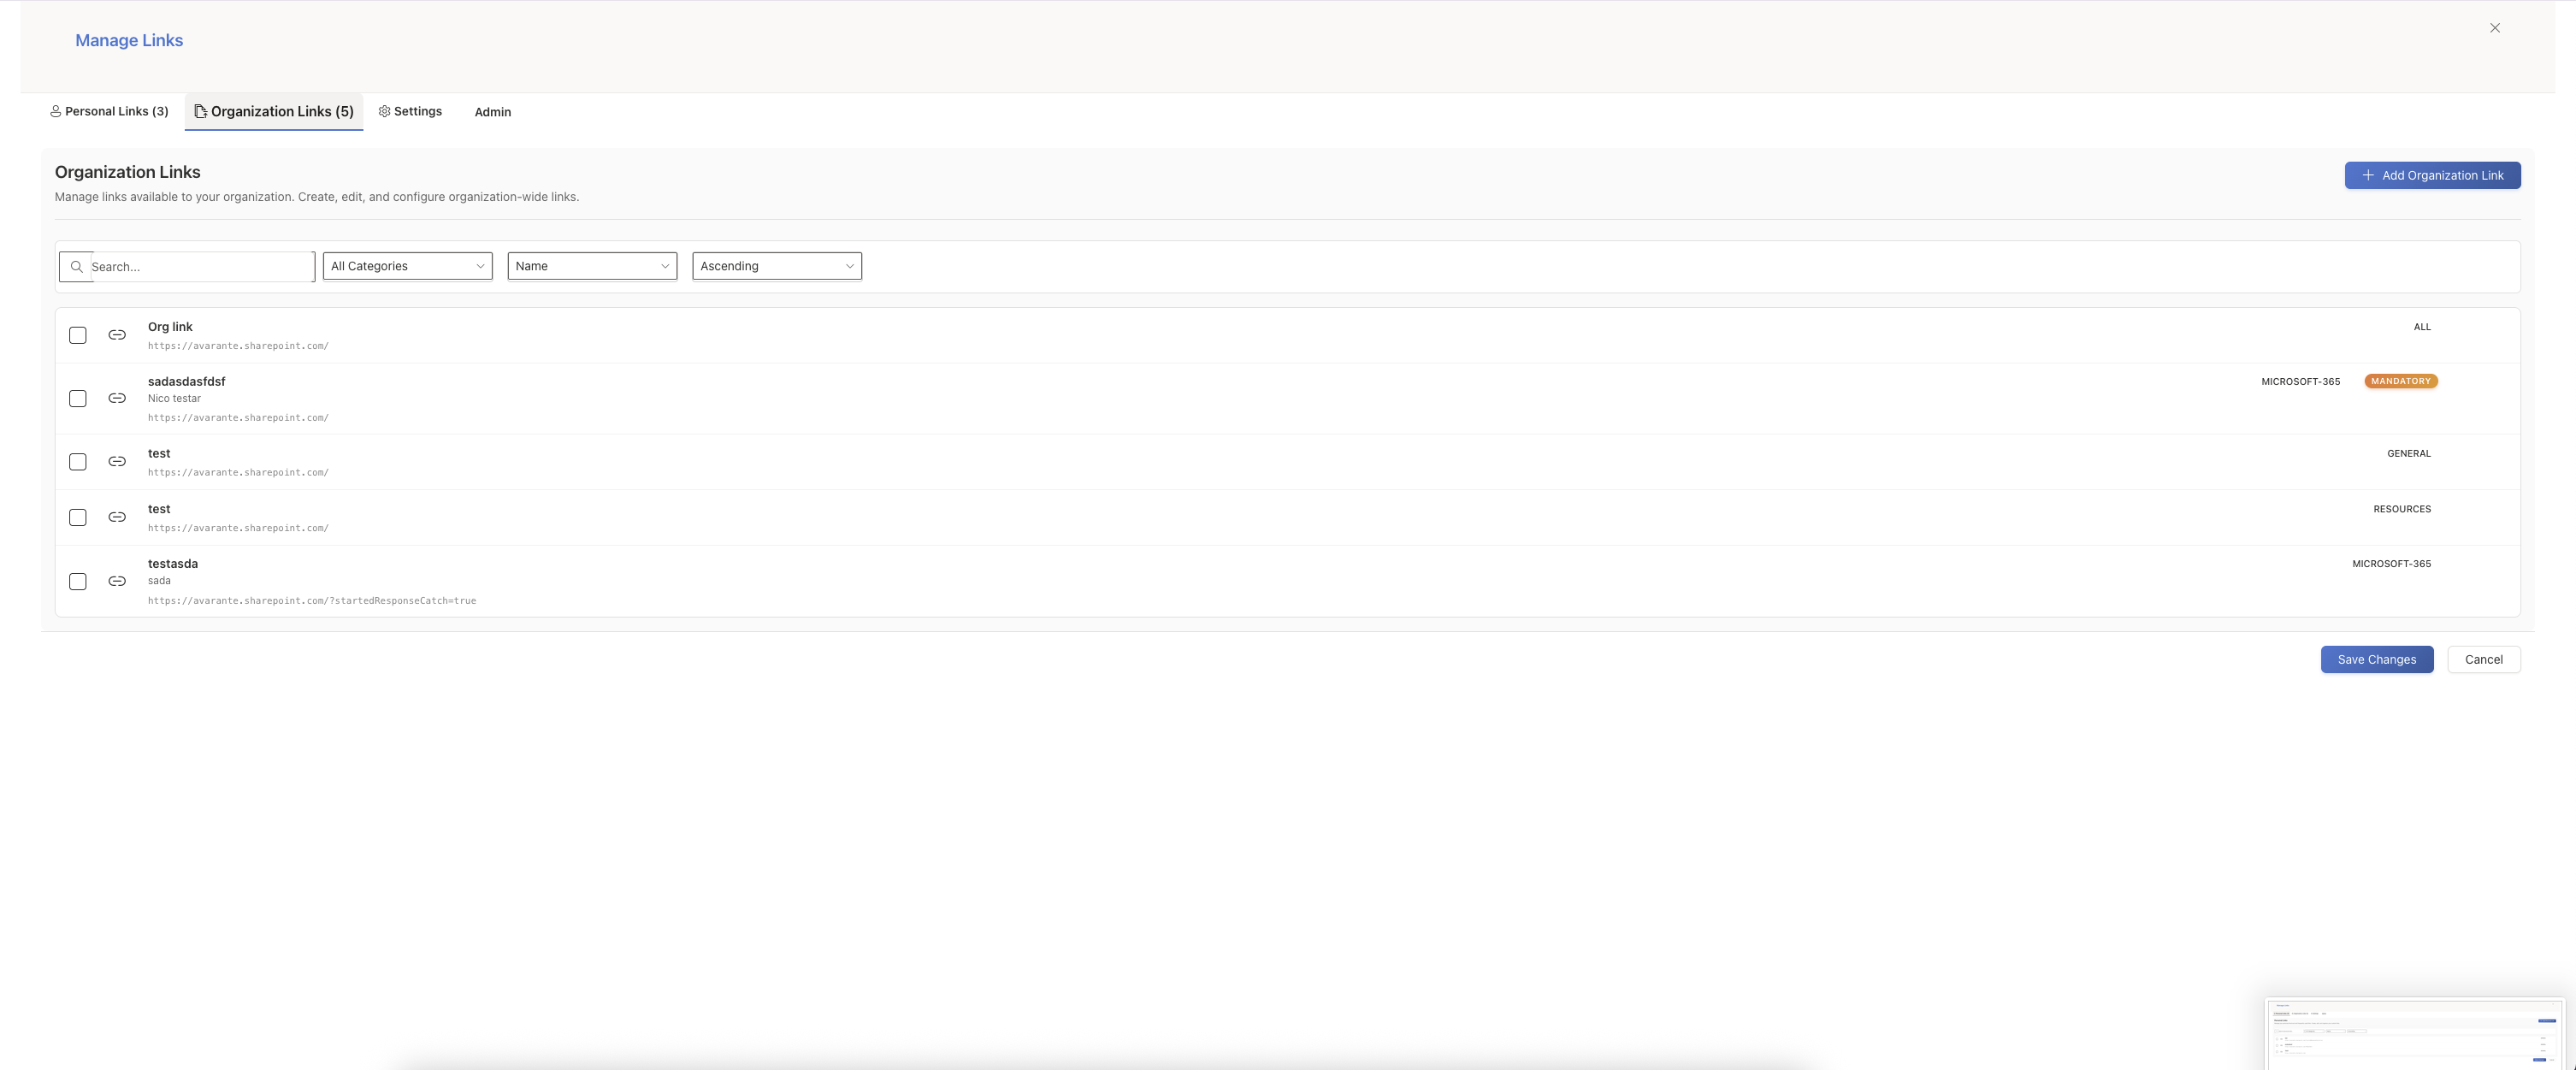 Manage Links
Personal Links (3)
Organization Links (5)
Settings
Admin
Organization Links
Manage links available to your organization. Create, edit, and configure organization-wide links.
Add Organization Link
Search...
All Categories
Name
Ascending
Org link
ALL
https://avarante.sharepoint.com/
sadasdasfdsf
MICROSOFT-365
MANDATORY
Nico testar
https://avarante.sharepoint.com/
test
GENERAL
https://avarante.sharepoint.com/
test
RESOURCES
https://avarante.sharepoint.com/
testasda
MICROSOFT-365
sada
https://avarante.sharepoint.com/?startedResponseCatch=true
Save Changes
Cancel